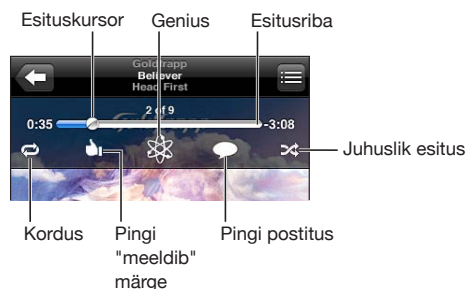 Esituskursor
Genius
Esitusriba
Goldfrapp
Believer
Head First
2 of 9
0:35
-3:08
Juhuslik esitus
Kordus
Pingi "meeldib" märge
Pingi postitus